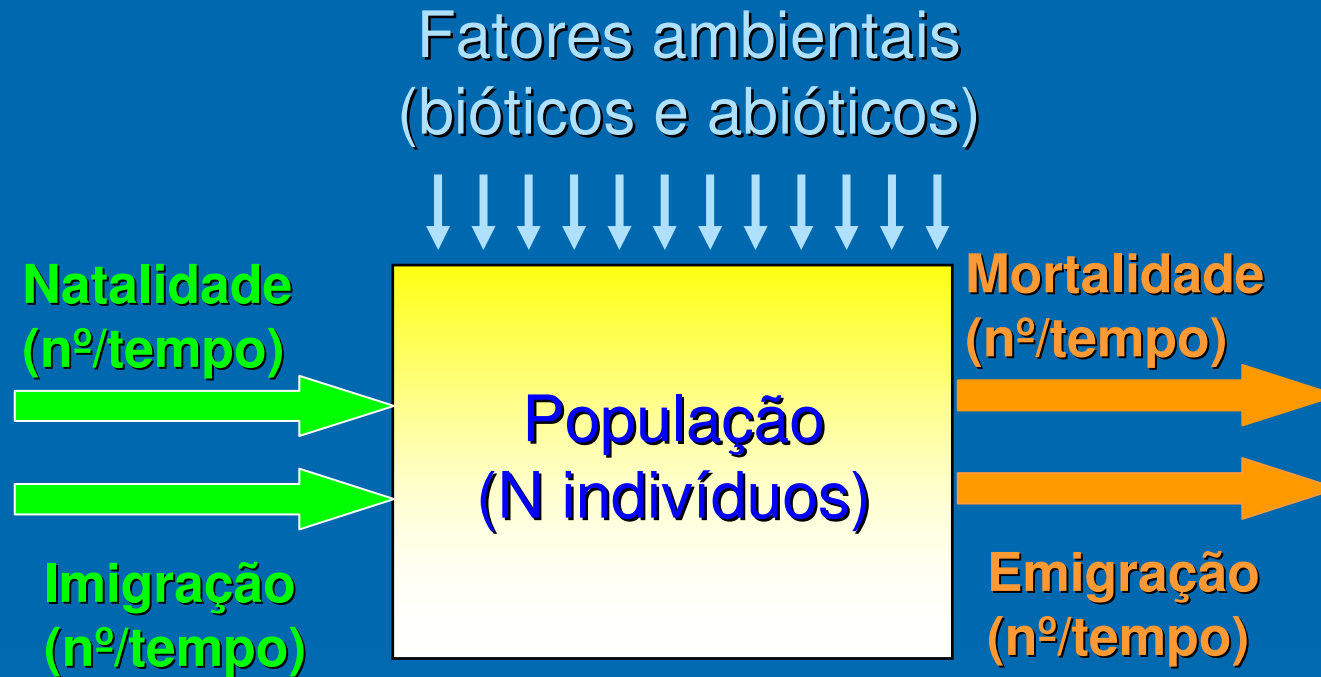 Fatores ambientais
(bióticos e abióticos)
Natalidade
(nº/tempo)
Imigração
(nº/tempo)
População
(N indivíduos)
Mortalidade
(nº/tempo)
Emigração
(nº/tempo)